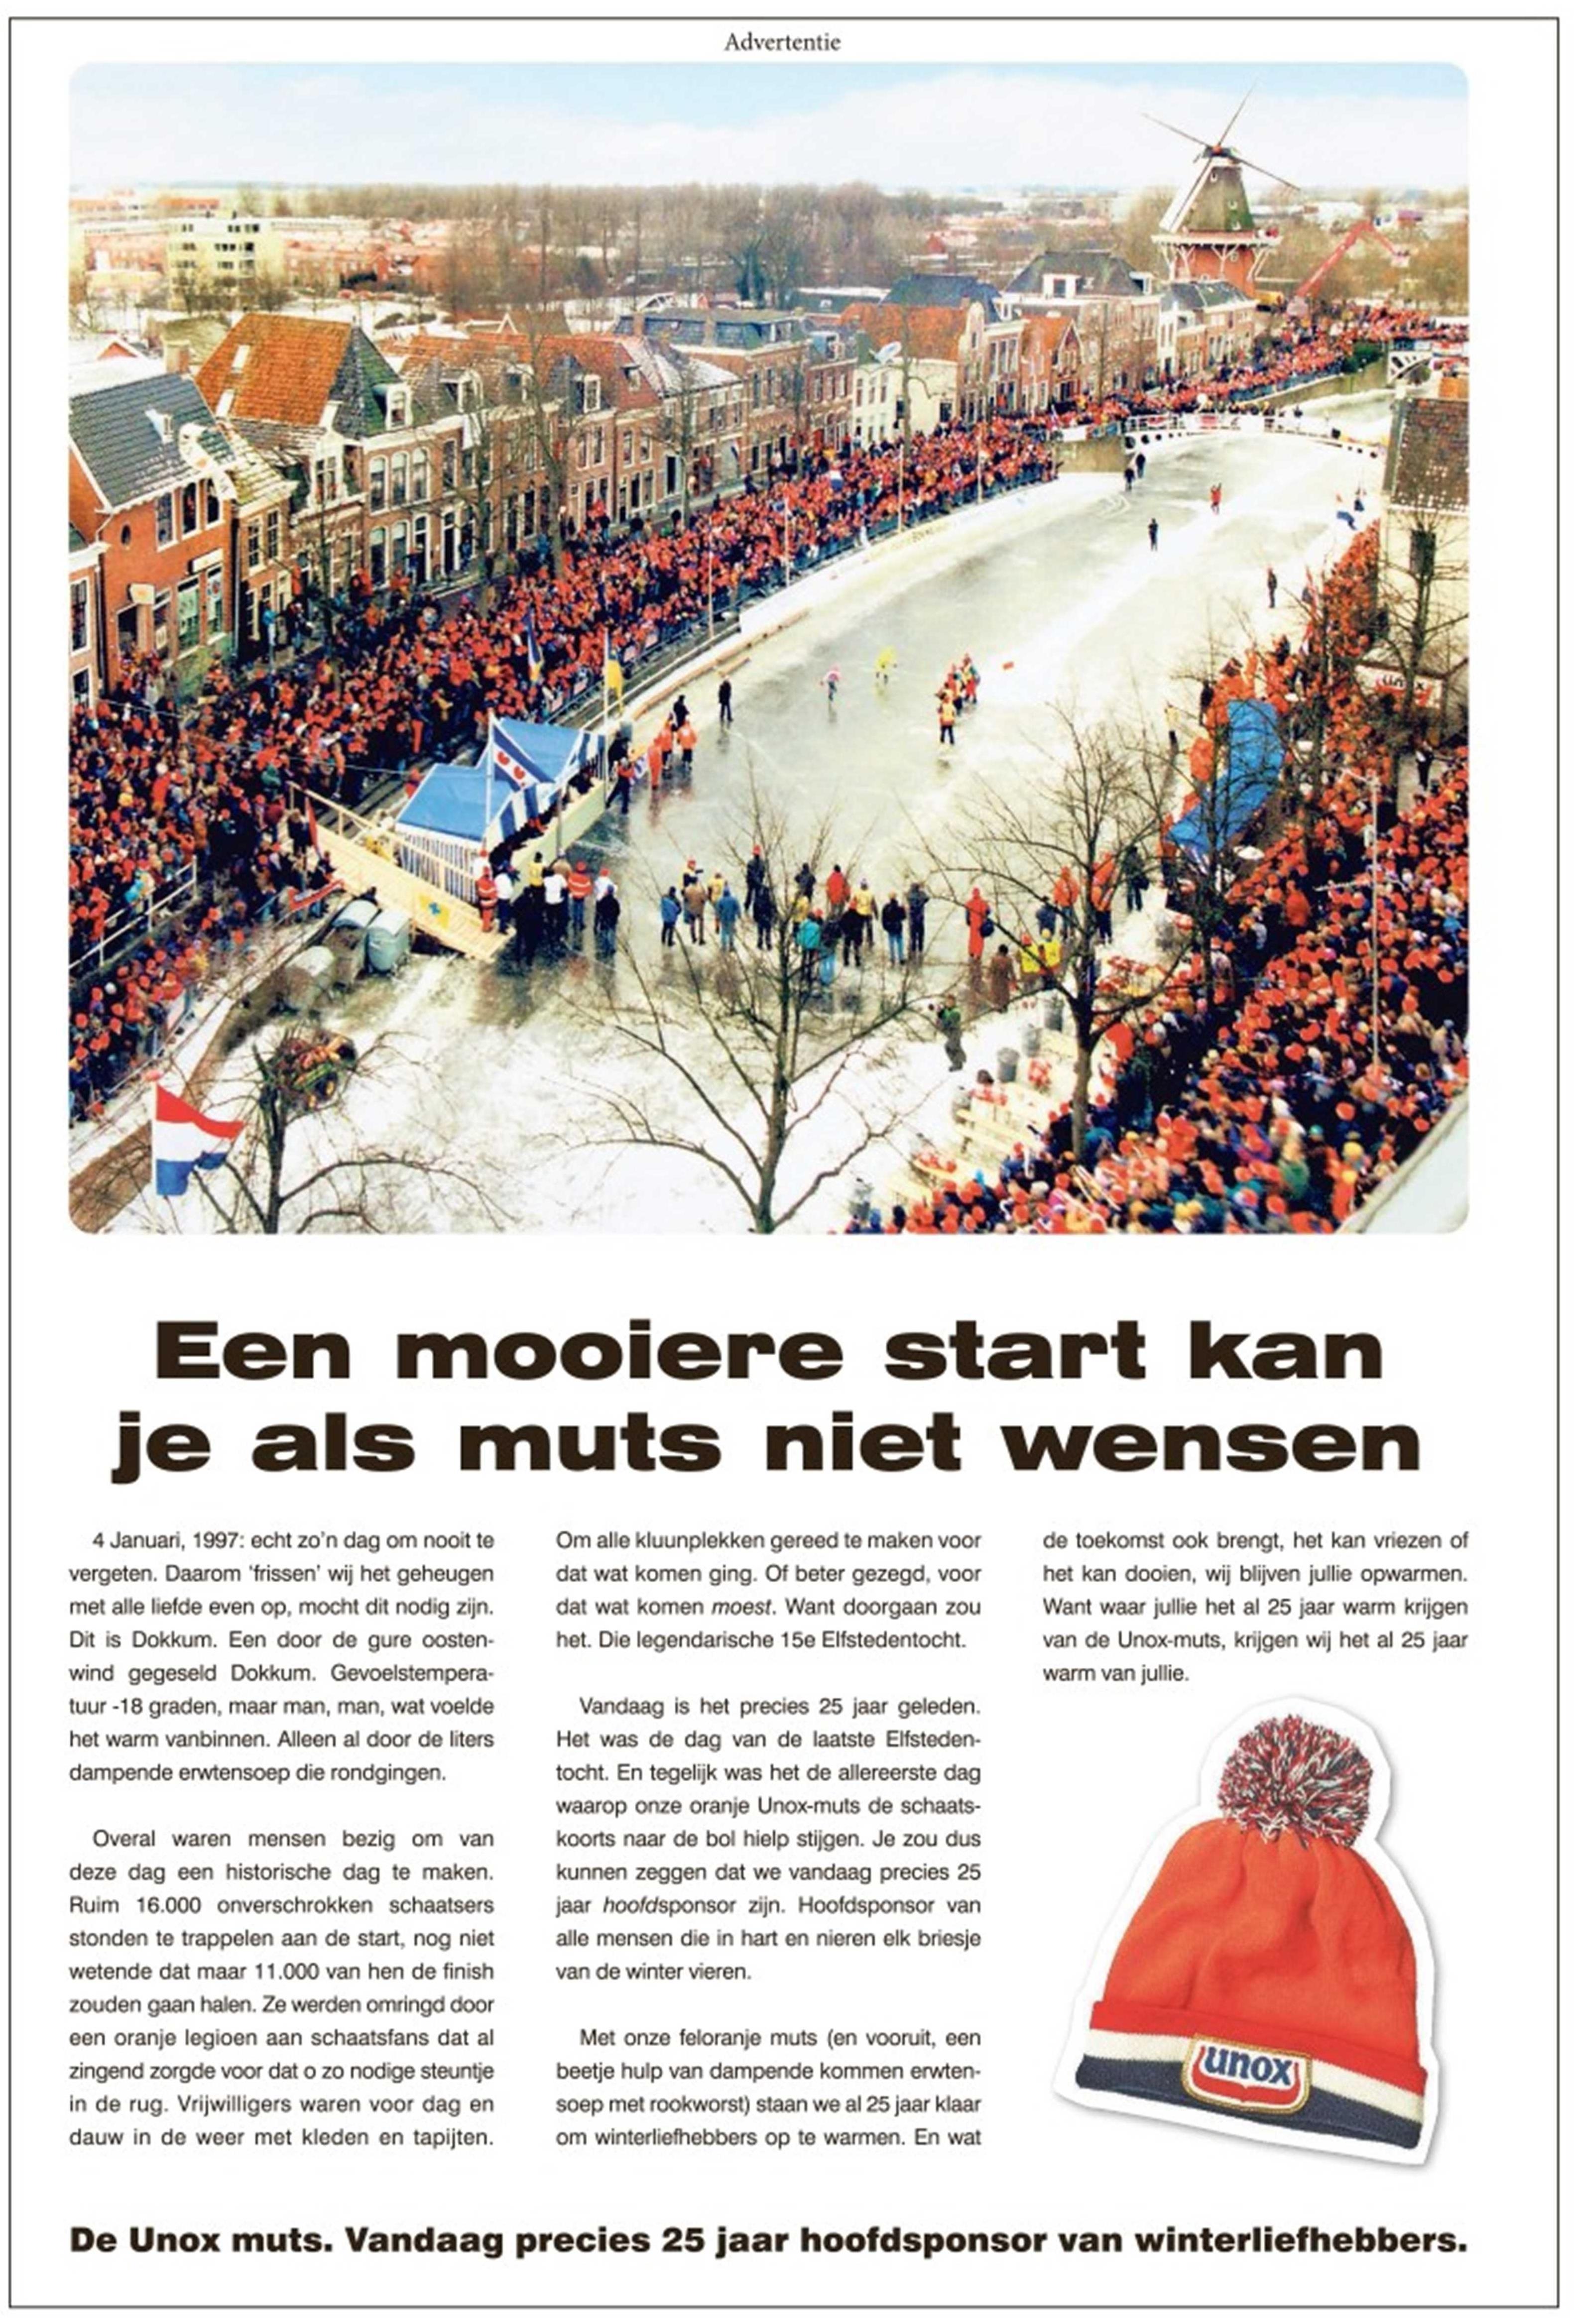 Advertentie
Een mooiere start kan
je als muts niet wensen
4 Januari, 1997: echt zo'n dag om nooit te
vergeten. Daarom 'frissen' wij het geheugen
met alle liefde even op, mocht dit nodig zijn.
Dit is Dokkum. Een door de gure oosten-
wind gegeseld Dokkum. Gevoelstempera-
tuur -18 graden, maar man, man, wat voelde
het warm vanbinnen. Alleen al door de liters
dampende erwtensoep die rondgingen.
Overal waren mensen bezig om van
deze dag een historische dag te maken.
Ruim 16.000 onverschrokken schaatsers
stonden te trappelen aan de start, nog niet
wetende dat maar 11.000 van hen de finish
zouden gaan halen. Ze werden omringd door
een oranje legioen aan schaatsfans dat al
zingend zorgde voor dat o zo nodige steuntje
in de rug. Vrijwilligers waren voor dag en
dauw in de weer met kleden en tapijten.
Om alle kluunplekken gereed te maken voor
dat wat komen ging. Of beter gezegd, voor
dat wat komen moest. Want doorgaan zou
het. Die legendarische 15e Elfstedentocht.
Vandaag is het precies 25 jaar geleden.
Het was de dag van de laatste Elfsteden-
tocht. En tegelijk was het de allereerste dag
waarop onze oranje Unox-muts de schaats-
koorts naar de bol hielp stijgen. Je zou dus
kunnen zeggen dat we vandaag precies 25
jaar hoofdsponsor zijn. Hoofdsponsor van
alle mensen die in hart en nieren elk briesje
van de winter vieren.
Met onze feloranje muts (en vooruit, een
beetje hulp van dampende kommen erwten-
soep met rookworst) staan we al 25 jaar klaar
om winterliefhebbers op te warmen. En wat
de toekomst ook brengt, het kan vriezen of
het kan dooien, wij blijven jullie opwarmen.
Want waar jullie het al 25 jaar warm krijgen
van de Unox-muts, krijgen wij het al 25 jaar
warm van jullie.
unox
De Unox muts. Vandaag precies 25 jaar hoofdsponsor van winterliefhebbers.